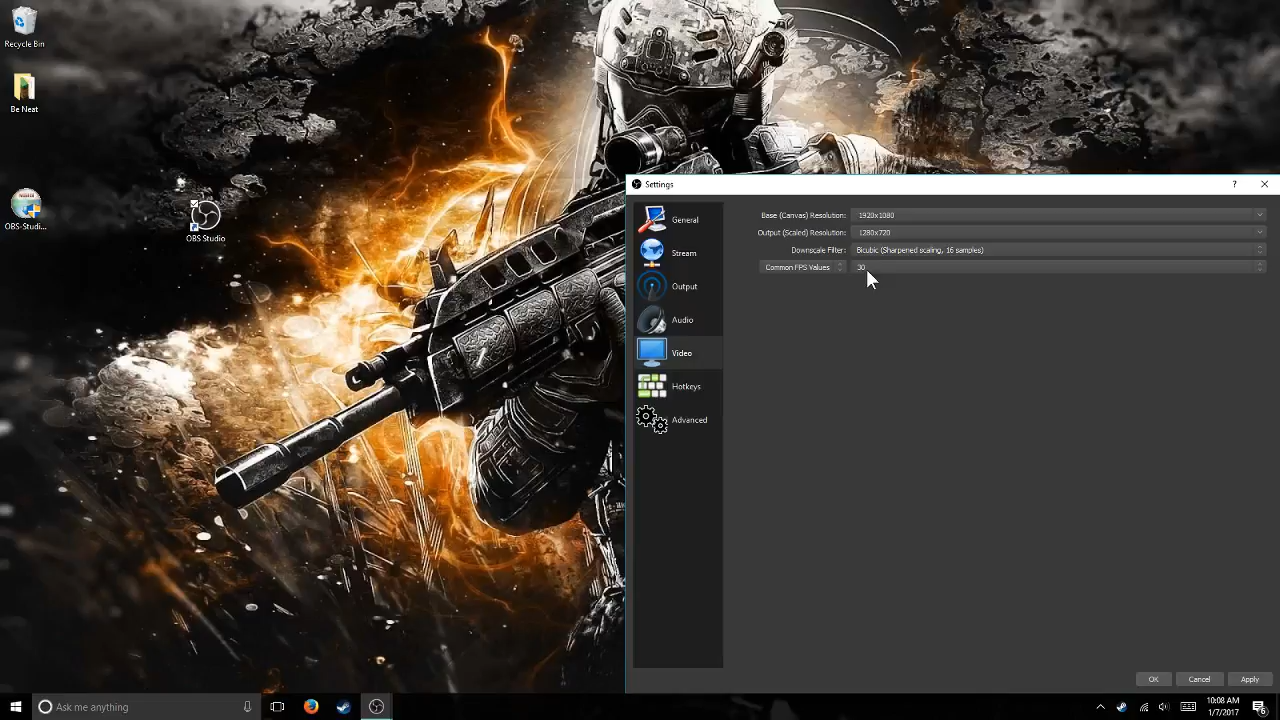 Recycle Bin
Be Neat
OBS-Studi...
OBS Studio
Settings
?
General
Stream
Output
Audio
Video
Hotkeys
Advanced
Base (Canvas) Resolution: 1920x1080
Output (Scaled) Resolution: 1280x720
Downscale Filter: Bicubic (Sharpened scaling, 16 samples)
Common FPS Values 30
OK Cancel Apply
Ask me anything
10:08 AM
1/7/2017